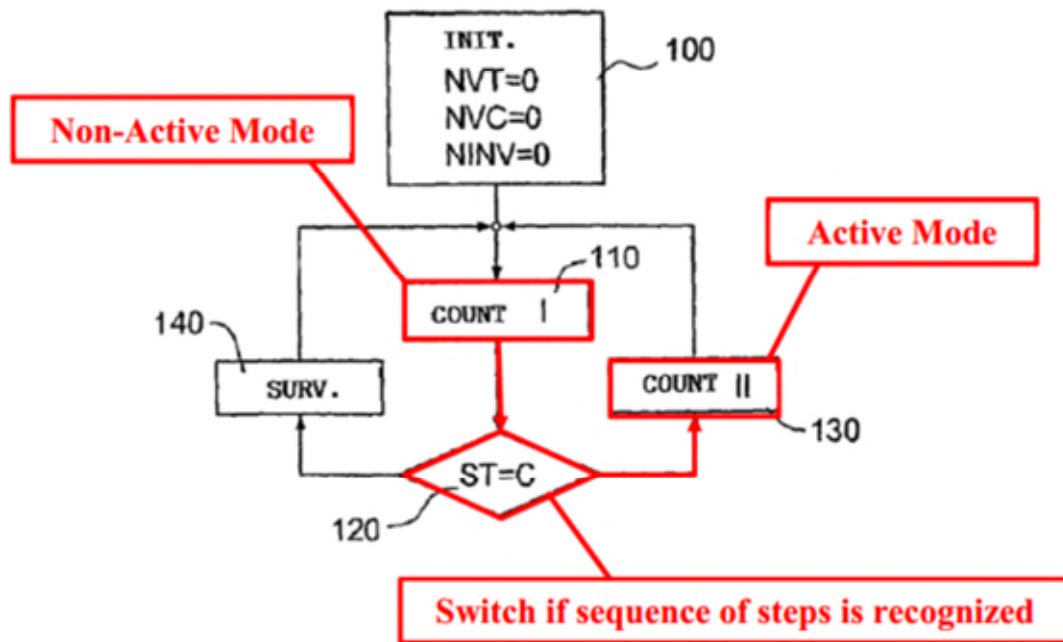 INIT.
NVT=0
NVC=0
NINV=0
100
Non-Active Mode
Active Mode
110
COUNT I
140
SURV.
COUNT II
130
ST=C
120
Switch if sequence of steps is recognized